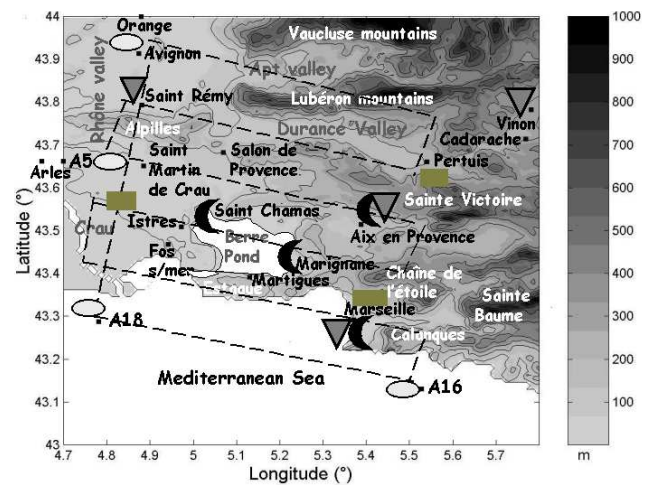 Orange
Vaucluse mountains
Avignon
Apt valley
Rhône valley
Saint Rémy
Lubéron mountains
Vinon
Alpilles
Durance Valley
Cadarache
Arles
A5
Saint
Martin
de Crau
Salon de
Provence
Pertuis
Sainte Victoire
Crau
Istres
Saint Chamas
Aix en Provence
Fos
s/mer
Berre
Pond
Marignane
Martigues
Estaque
Chaîne de
l'étoile
Marseille
Sainte
Baume
A18
Calanques
Mediterranean Sea
A16
44
43.9
43.8
43.7
43.6
43.5
43.4
43.3
43.2
43.1
43
Latitude (°)
4.7 4.8 4.9 5 5.1 5.2 5.3 5.4 5.5 5.6 5.7
Longitude (°)
1000
900
800
700
600
500
400
300
200
100
m